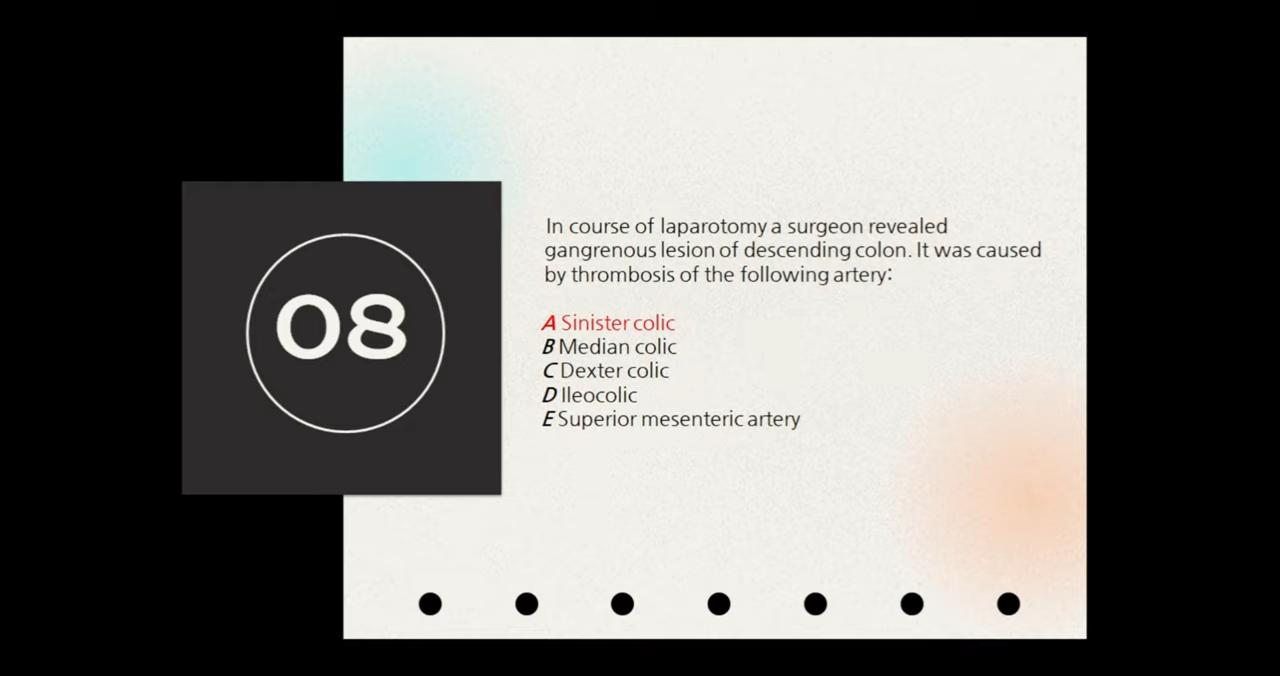 08
In course of laparotomy a surgeon revealed
gangrenous lesion of descending colon. It was caused
by thrombosis of the following artery:
A Sinister colic
B Median colic
C Dexter colic
D Ileocolic
E Superior mesenteric artery